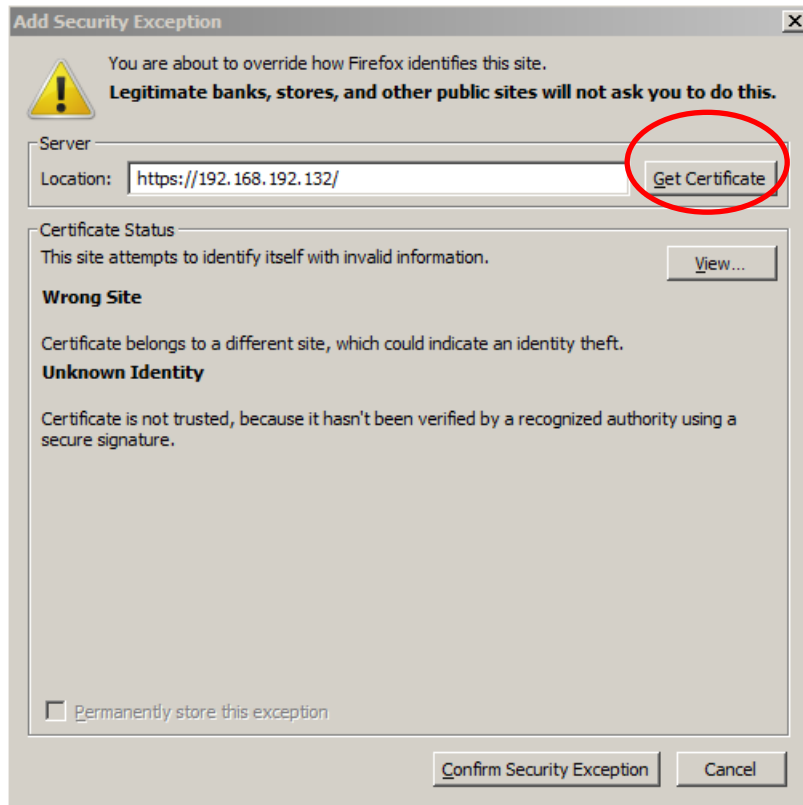 Add Security Exception
You are about to override how Firefox identifies this site.
Legitimate banks, stores, and other public sites will not ask you to do this.
Server
Location: https://192.168.192.132/ Get Certificate
Certificate Status
This site attempts to identify itself with invalid information. View...
Wrong Site
Certificate belongs to a different site, which could indicate an identity theft.
Unknown Identity
Certificate is not trusted, because it hasn't been verified by a recognized authority using a
secure signature.
Permanently store this exception
Confirm Security Exception Cancel